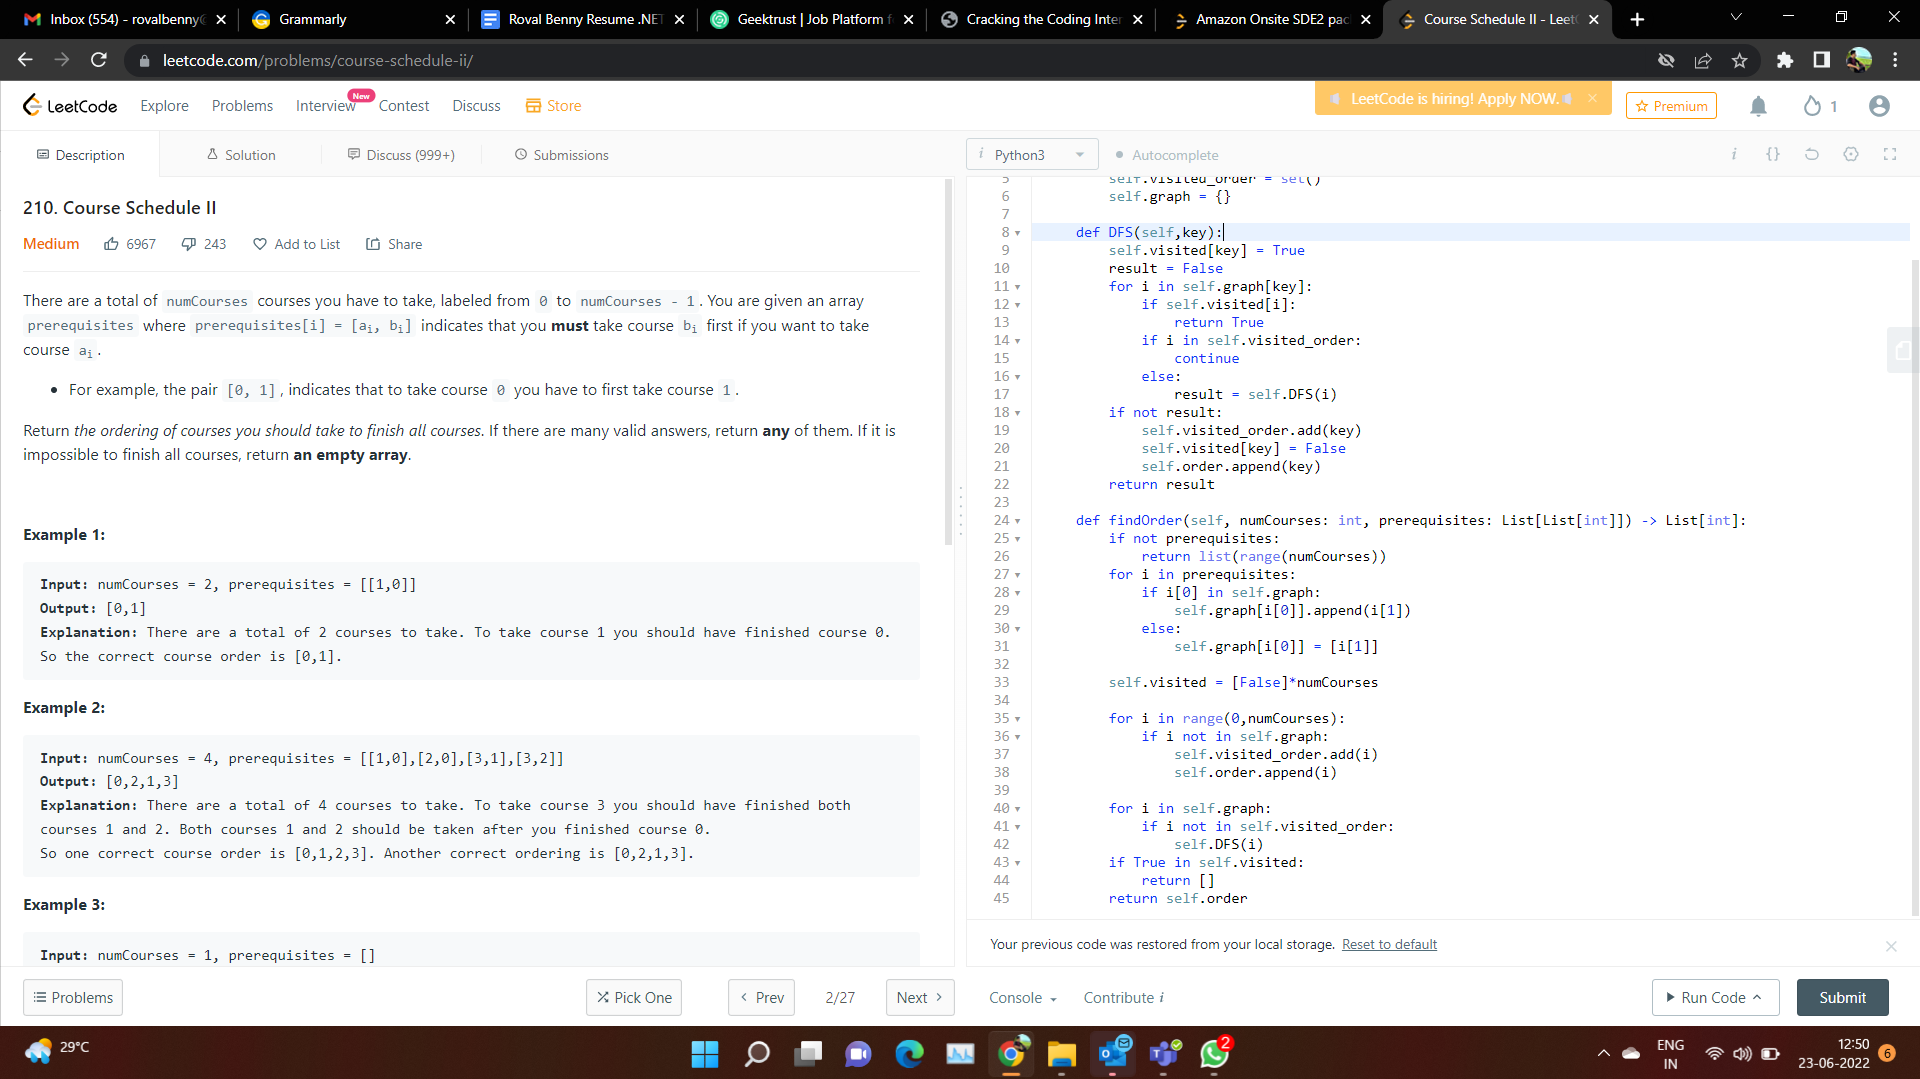 Inbox (554) - rovalbenny@
Grammarly
Roval Benny Resume .NET
Geektrust | Job Platform f
Cracking the Coding Inter
Amazon Onsite SDE2 pac
Course Schedule II - Leet
leetcode.com/problems/course-schedule-ii/
LeetCode
Explore
Problems
Interview
New
Contest
Discuss
Store
LeetCode is hiring! Apply NOW.
Premium
1
Description
Solution
Discuss (999+)
Submissions
i Python3
Autocomplete
i
{}
210. Course Schedule II
Medium
6967
243
Add to List
Share
There are a total of numCourses courses you have to take, labeled from 0 to numCourses - 1. You are given an array
prerequisites where prerequisites[i] = [ai, bi] indicates that you must take course bi first if you want to take
course ai.
For example, the pair [0, 1], indicates that to take course 0 you have to first take course 1.
Return the ordering of courses you should take to finish all courses. If there are many valid answers, return any of them. If it is
impossible to finish all courses, return an empty array.
Example 1:
Input: numCourses = 2, prerequisites = [[1,0]]
Output: [0,1]
Explanation: There are a total of 2 courses to take. To take course 1 you should have finished course 0.
So the correct course order is [0,1].
Example 2:
Input: numCourses = 4, prerequisites = [[1,0],[2,0],[3,1],[3,2]]
Output: [0,2,1,3]
Explanation: There are a total of 4 courses to take. To take course 3 you should have finished both
courses 1 and 2. Both courses 1 and 2 should be taken after you finished course 0.
So one correct course order is [0,1,2,3]. Another correct ordering is [0,2,1,3].
Example 3:
Input: numCourses = 1, prerequisites = []
5 self.visited_order = set()
6 self.graph = {}
7
8 def DFS(self,key):
9 self.visited[key] = True
10 result = False
11 for i in self.graph[key]:
12 if self.visited[i]:
13 return True
14 if i in self.visited_order:
15 continue
16 else:
17 result = self.DFS(i)
18 if not result:
19 self.visited_order.add(key)
20 self.visited[key] = False
21 self.order.append(key)
22 return result
23
24 def findOrder(self, numCourses: int, prerequisites: List[List[int]]) -> List[int]:
25 if not prerequisites:
26 return list(range(numCourses))
27 for i in prerequisites:
28 if i[0] in self.graph:
29 self.graph[i[0]].append(i[1])
30 else:
31 self.graph[i[0]] = [i[1]]
32
33 self.visited = [False]*numCourses
34
35 for i in range(0,numCourses):
36 if i not in self.graph:
37 self.visited_order.add(i)
38 self.order.append(i)
39
40 for i in self.graph:
41 if i not in self.visited_order:
42 self.DFS(i)
43 if True in self.visited:
44 return []
45 return self.order
Your previous code was restored from your local storage. Reset to default
Problems
Pick One
Prev
2/27
Next
Console
Contribute i
Run Code
Submit
29°C
2
ENG
IN
12:50
23-06-2022
6